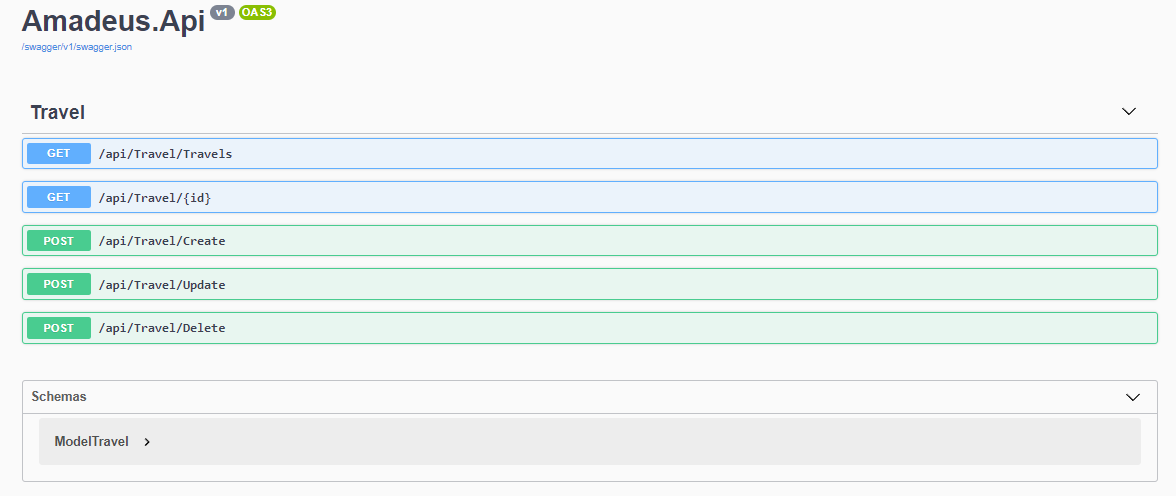 Amadeus.Api v1 OAS3
/swagger/v1/swagger.json
Travel
GET /api/Travel/Travels
GET /api/Travel/{id}
POST /api/Travel/Create
POST /api/Travel/Update
POST /api/Travel/Delete
Schemas
ModelTravel